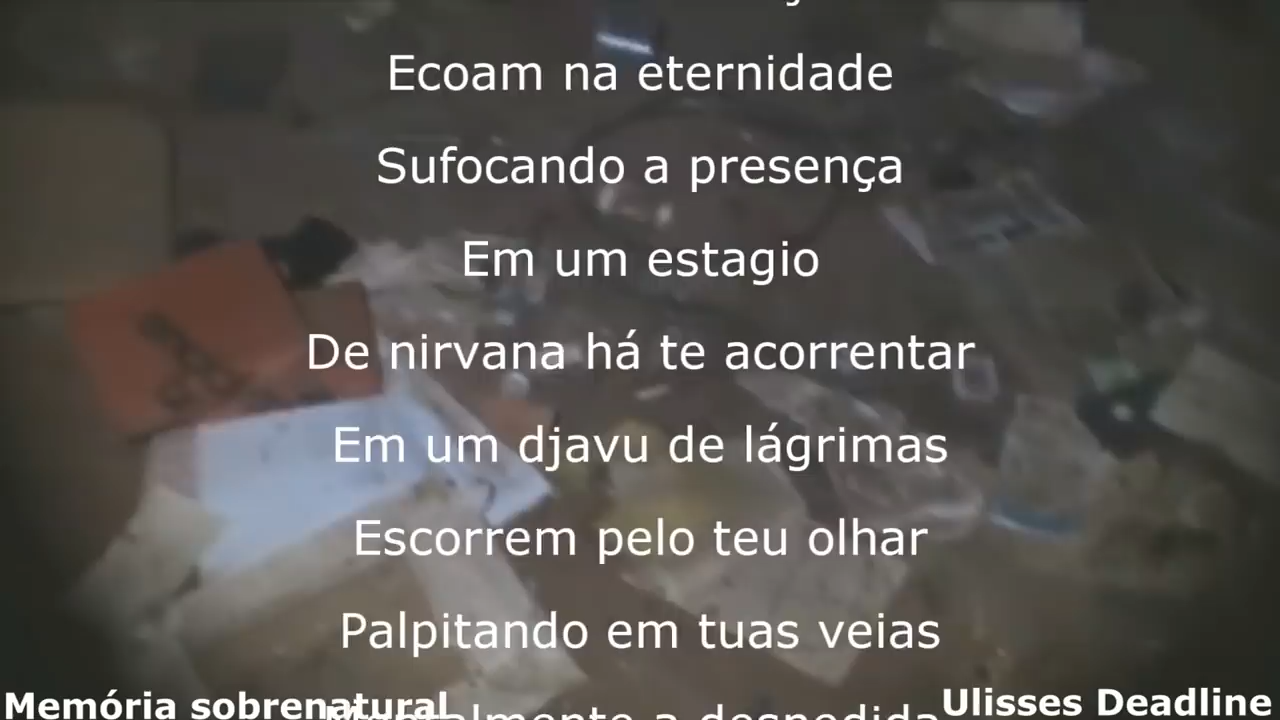 Ecoam na eternidade
Sufocando a presença
Em um estagio
De nirvana há te acorrentar
Em um djavu de lágrimas
Escorrem pelo teu olhar
Palpitando em tuas veias
Memória sobrenatural
a despedida
Ulisses Deadline